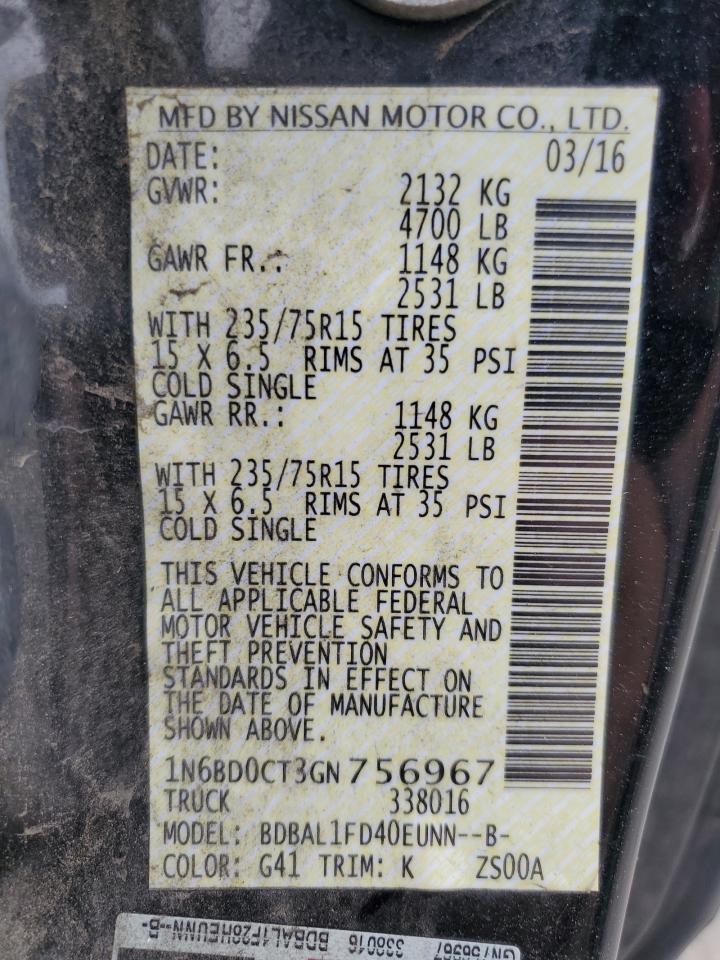 MFD BY NISSAN MOTOR CO., LTD.
DATE: 03/16
GVWR: 2132 KG
4700 LB
GAWR FR.: 1148 KG
2531 LB
WITH 235/75R15 TIRES
15 X 6.5 RIMS AT 35 PSI
COLD SINGLE
GAWR RR.: 1148 KG
2531 LB
WITH 235/75R15 TIRES
15 X 6.5 RIMS AT 35 PSI
COLD SINGLE
THIS VEHICLE CONFORMS TO
ALL APPLICABLE FEDERAL
MOTOR VEHICLE SAFETY AND
THEFT PREVENTION
STANDARDS IN EFFECT ON
THE DATE OF MANUFACTURE
SHOWN ABOVE.
1N6BD0CT3GN756967
TRUCK 338016
MODEL: BDBAL1FD40EUNN--B-
COLOR: G41 TRIM: K ZS00A
338016